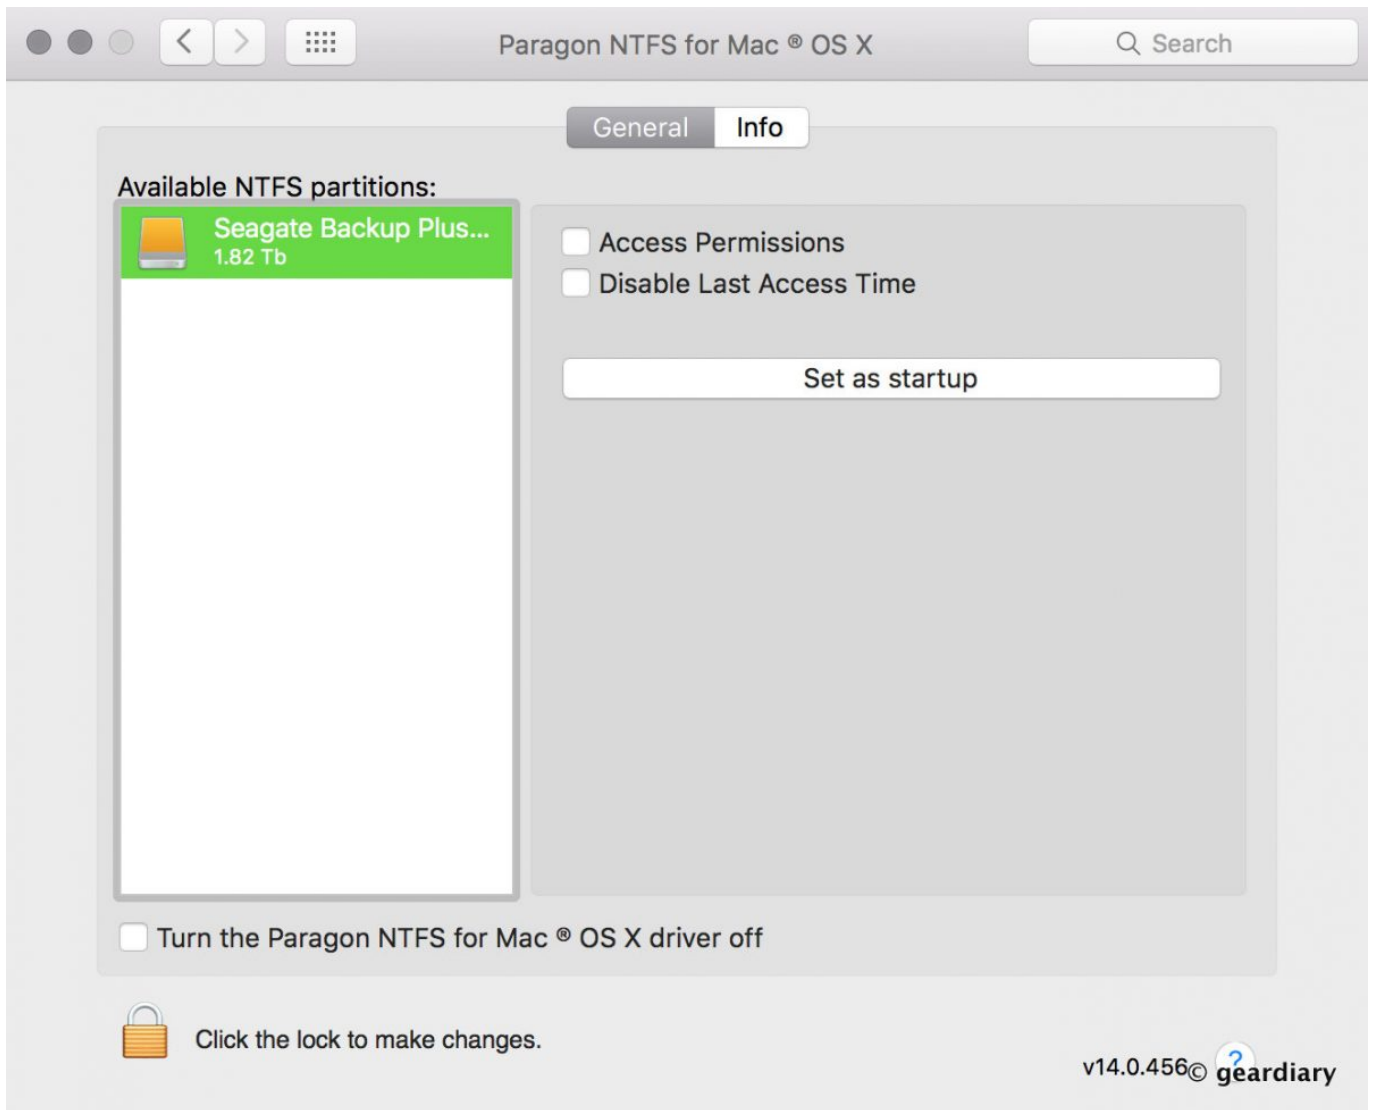 Paragon NTFS for Mac ® OS X
Search
General
Info
Available NTFS partitions:
Seagate Backup Plus...
1.82 Tb
Access Permissions
Disable Last Access Time
Set as startup
Turn the Paragon NTFS for Mac ® OS X driver off
Click the lock to make changes.
v14.0.456
?
© geardiary